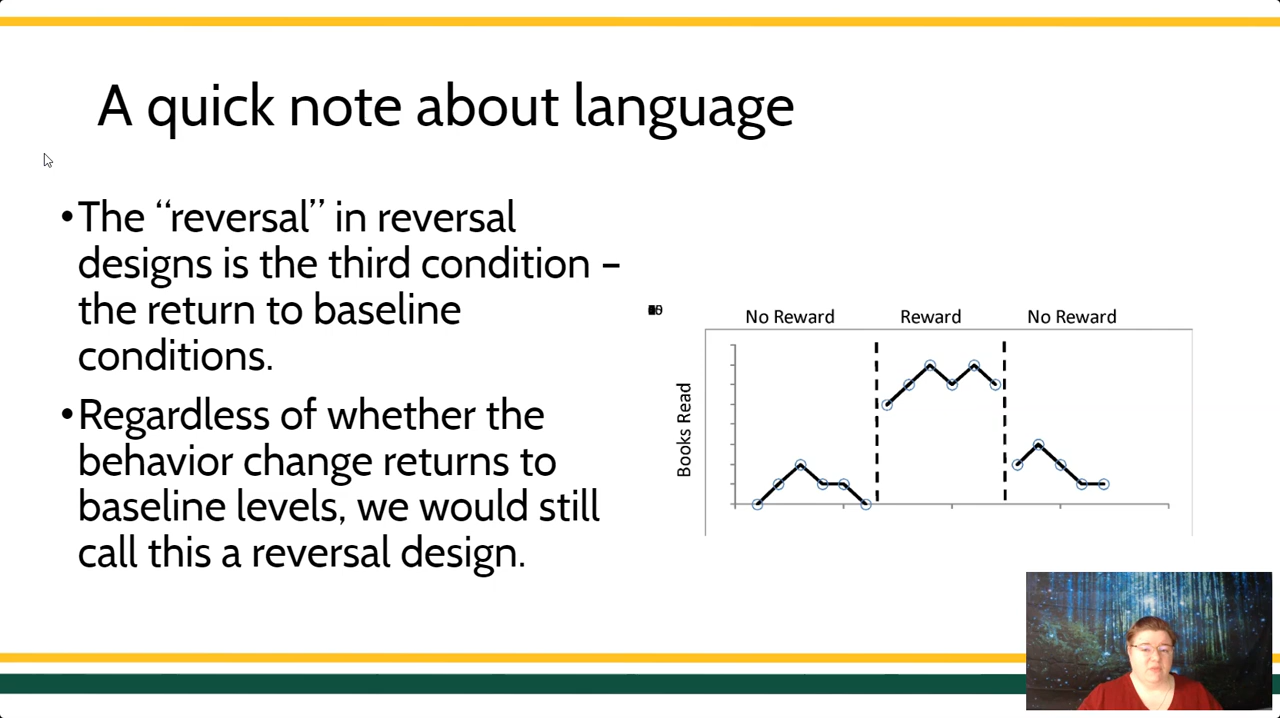 A quick note about language
•The “reversal” in reversal
designs is the third condition –
the return to baseline
conditions.
•Regardless of whether the
behavior change returns to
baseline levels, we would still
call this a reversal design.
No Reward Reward No Reward
Books Read